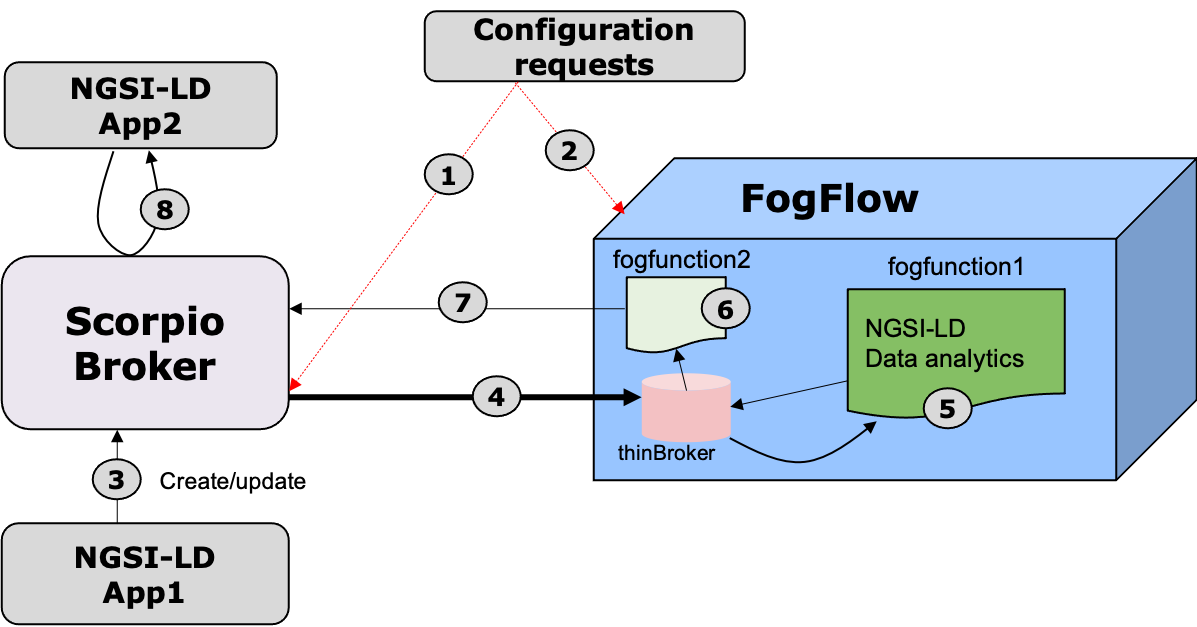 Configuration
requests
NGSI-LD
App2
1
2
8
FogFlow
fogfunction2
fogfunction1
Scorpio
Broker
7
6
NGSI-LD
Data analytics
4
5
thinBroker
3
Create/update
NGSI-LD
App1